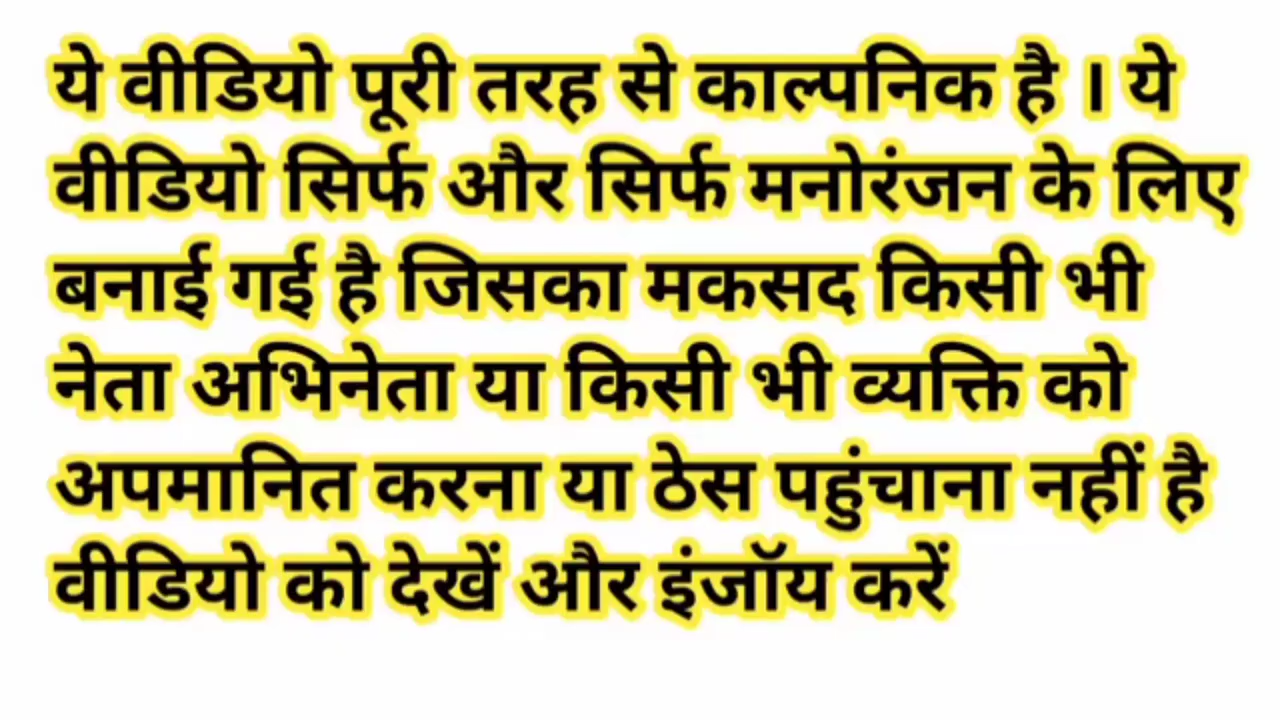 ये वीडियो पूरी तरह से काल्पनिक है । ये
वीडियो सिर्फ और सिर्फ मनोरंजन के लिए
बनाई गई है जिसका मकसद किसी भी
नेता अभिनेता या किसी भी व्यक्ति को
अपमानित करना या ठेस पहुंचाना नहीं है
वीडियो को देखें और इंजॉय करें